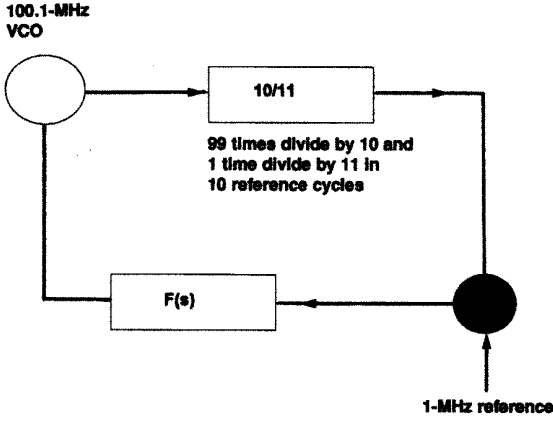 100.1-MHz
VCO
10/11
99 times divide by 10 and
1 time divide by 11 in
10 reference cycles
F(s)
1-MHz reference